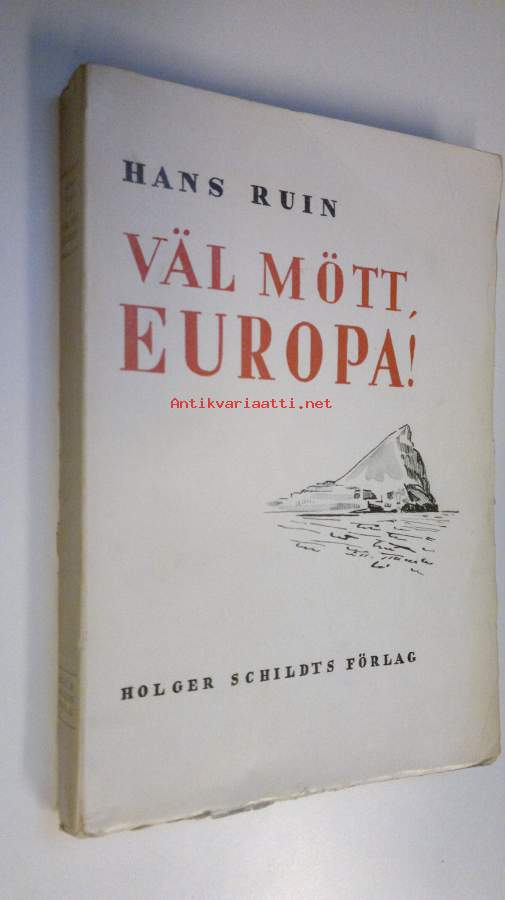 HANS RUIN
VÄL MÖTT,
EUROPA!
Antikvariaatti.net
HOLGER SCHILDTS FÖRLAG